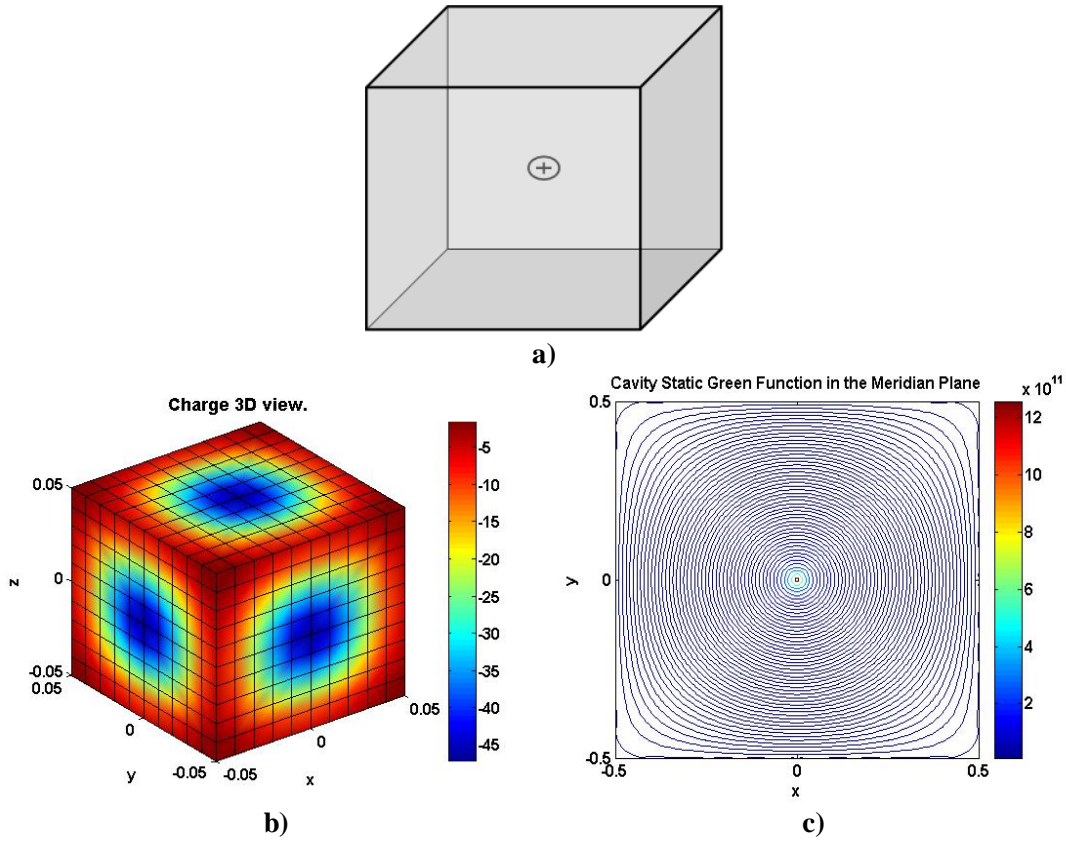 +
a)
Charge 3D view.
0.05
0
-0.05
z
0.05
0
-0.05
y
-0.05
0
0.05
x
-5
-10
-15
-20
-25
-30
-35
-40
-45
b)
Cavity Static Green Function in the Meridian Plane
x 10^11
0.5
0
-0.5
y
-0.5
0
0.5
x
12
10
8
6
4
2
c)